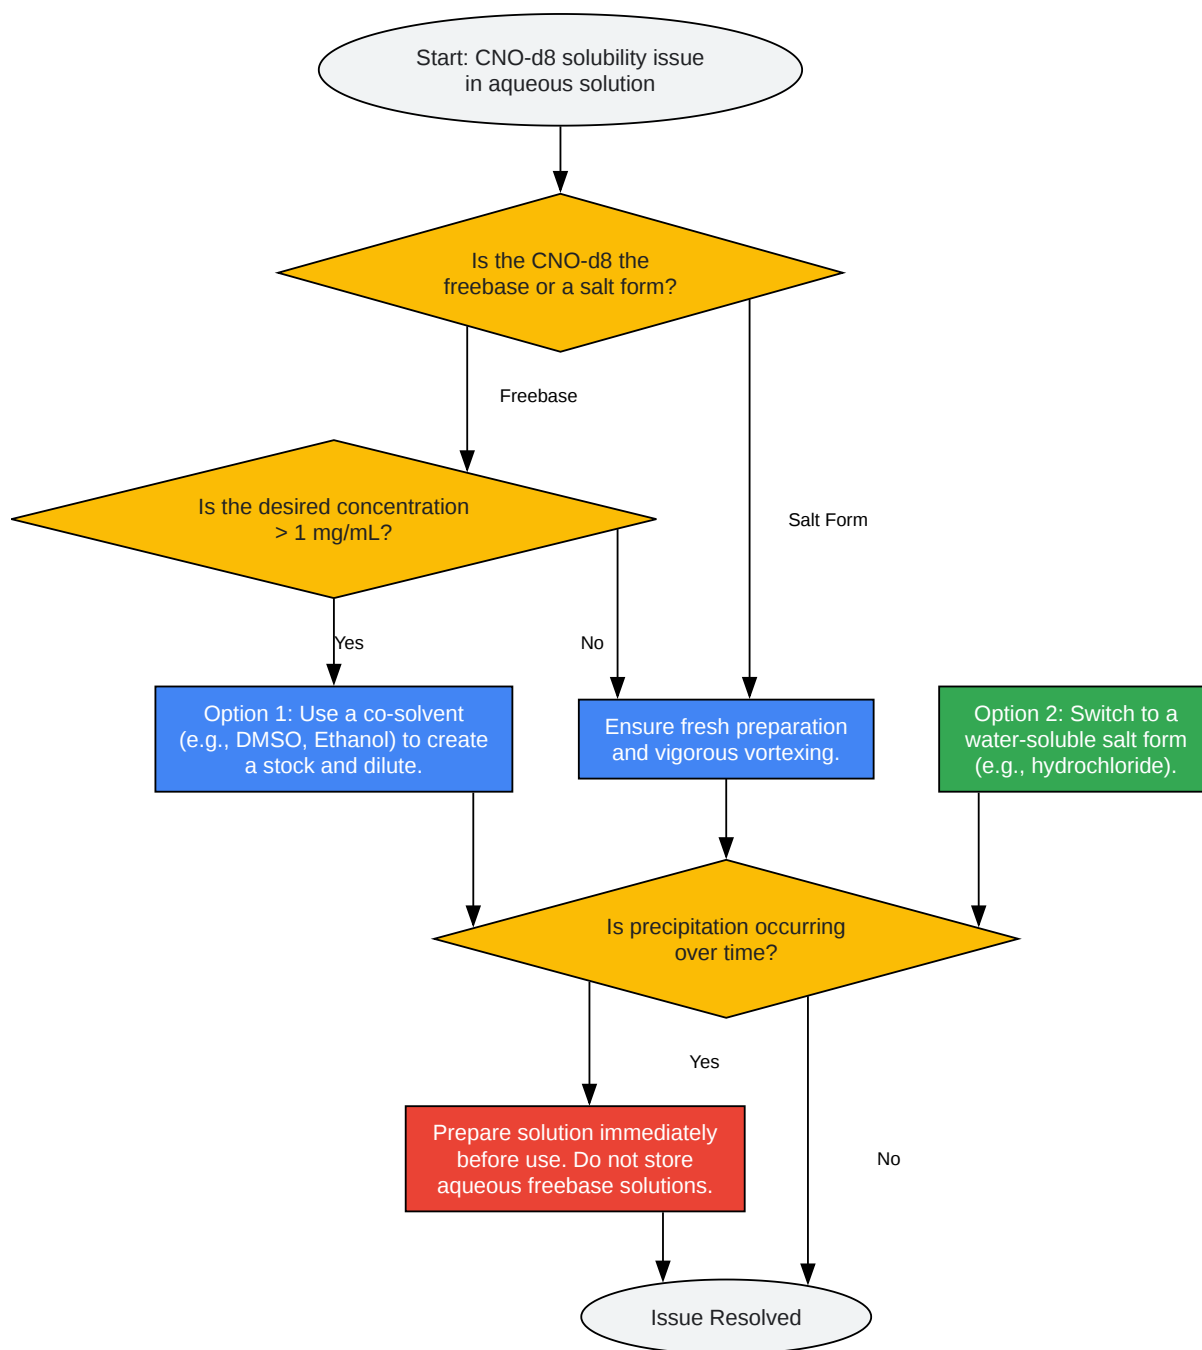 Start: CNO-d8 solubility issue
in aqueous solution
Is the CNO-d8 the
freebase or a salt form?
Freebase
Is the desired concentration
> 1 mg/mL?
Salt Form
Yes
No
Option 1: Use a co-solvent
(e.g., DMSO, Ethanol) to create
a stock and dilute.
Ensure fresh preparation
and vigorous vortexing.
Option 2: Switch to a
water-soluble salt form
(e.g., hydrochloride).
Is precipitation occurring
over time?
Yes
No
Prepare solution immediately
before use. Do not store
aqueous freebase solutions.
Issue Resolved